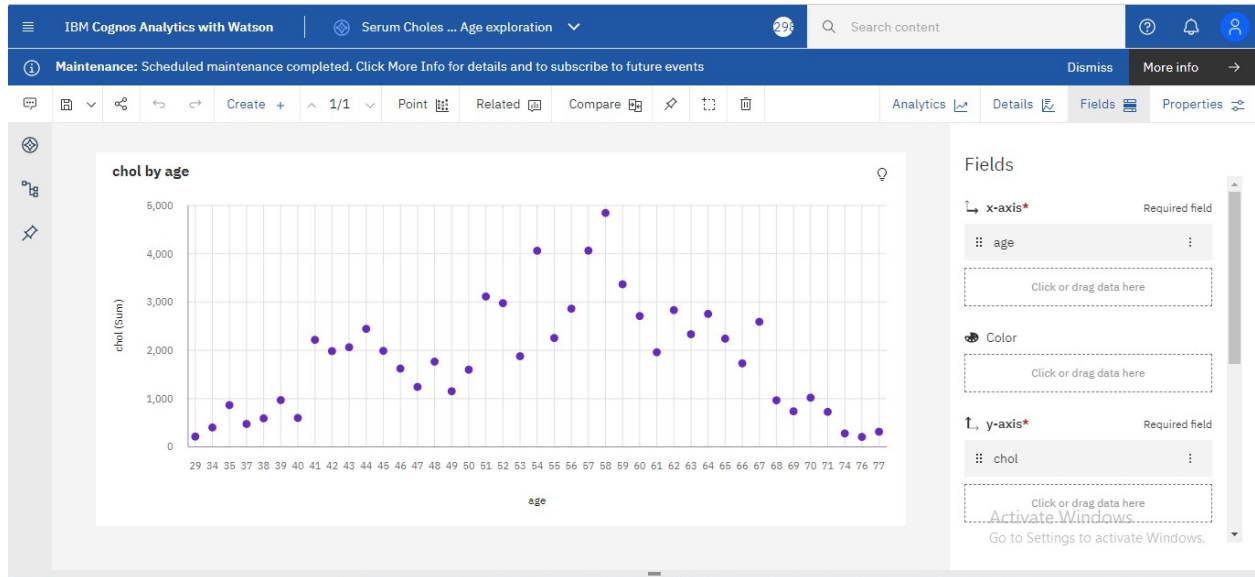 IBM Cognos Analytics with Watson
Serum Choles ... Age exploration
298
Search content
Maintenance: Scheduled maintenance completed. Click More Info for details and to subscribe to future events
Dismiss
More info
Create +
1/1
Point
Related
Compare
Analytics
Details
Fields
Properties
chol by age
5,000
4,000
3,000
2,000
1,000
0
chol (Sum)
29 34 35 37 38 39 40 41 42 43 44 45 46 47 48 49 50 51 52 53 54 55 56 57 58 59 60 61 62 63 64 65 66 67 68 69 70 71 74 76 77
age
Fields
x-axis* Required field
age
Click or drag data here
Color
Click or drag data here
y-axis* Required field
chol
Click or drag data here
Activate Windows
Go to Settings to activate Windows.